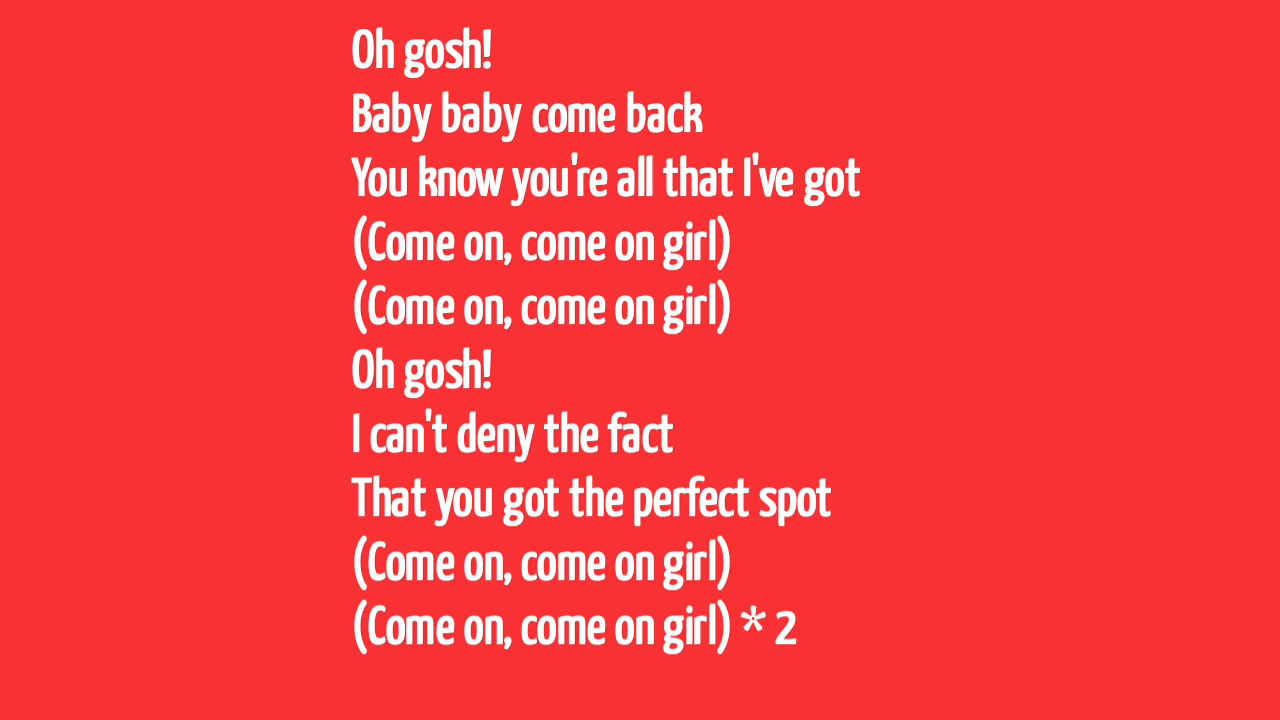 Oh gosh!
Baby baby come back
You know you're all that I've got
(Come on, come on girl)
(Come on, come on girl)
Oh gosh!
I can't deny the fact
That you got the perfect spot
(Come on, come on girl)
(Come on, come on girl) * 2